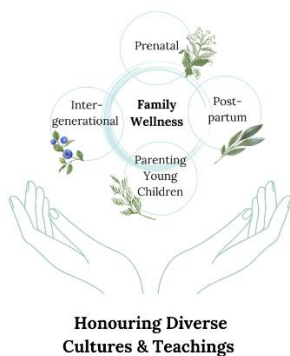 Prenatal
Inter-
generational
Family
Wellness
Post-
partum
Parenting
Young
Children
Honouring Diverse
Cultures & Teachings